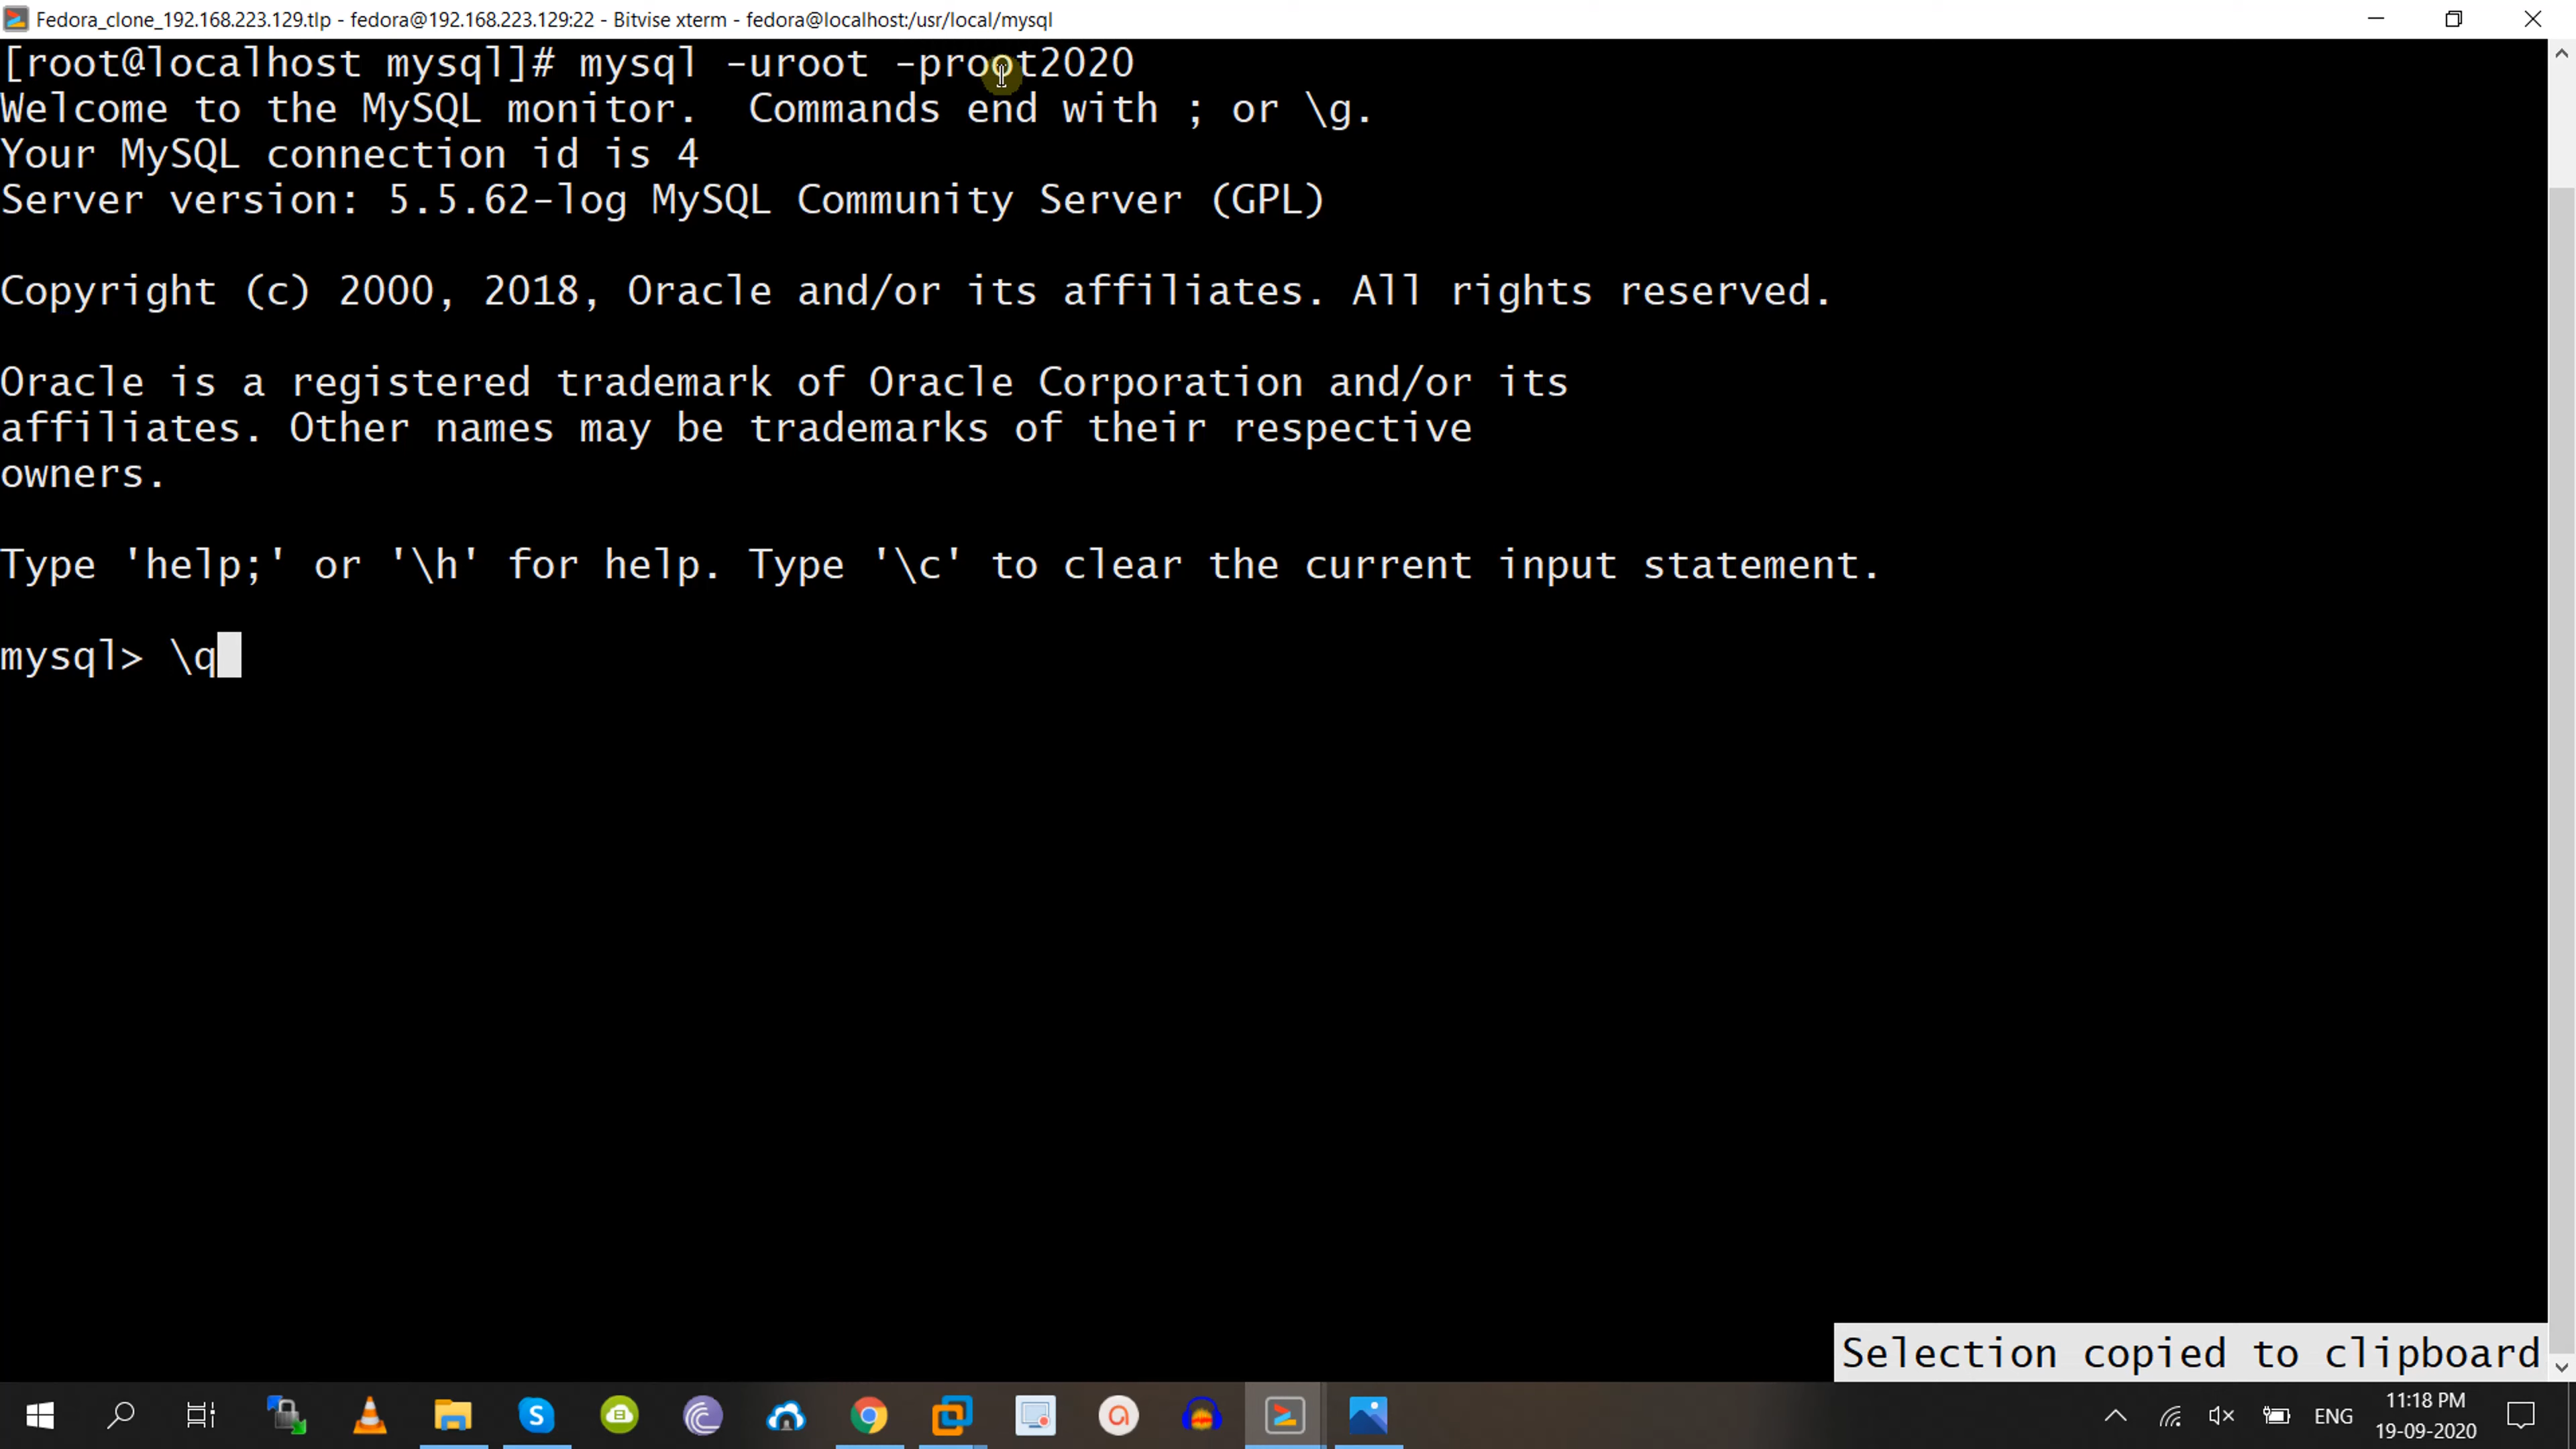 Fedora_clone_192.168.223.129.tlp - fedora@192.168.223.129:22 - Bitvise xterm - fedora@localhost:/usr/local/mysql
[root@localhost mysql]# mysql -uroot -proot2020
Welcome to the MySQL monitor.  Commands end with ; or \g.
Your MySQL connection id is 4
Server version: 5.5.62-log MySQL Community Server (GPL)
Copyright (c) 2000, 2018, Oracle and/or its affiliates. All rights reserved.
Oracle is a registered trademark of Oracle Corporation and/or its
affiliates. Other names may be trademarks of their respective
owners.
Type 'help;' or '\h' for help. Type '\c' to clear the current input statement.
mysql> \q
Selection copied to clipboard
ENG
11:18 PM
19-09-2020